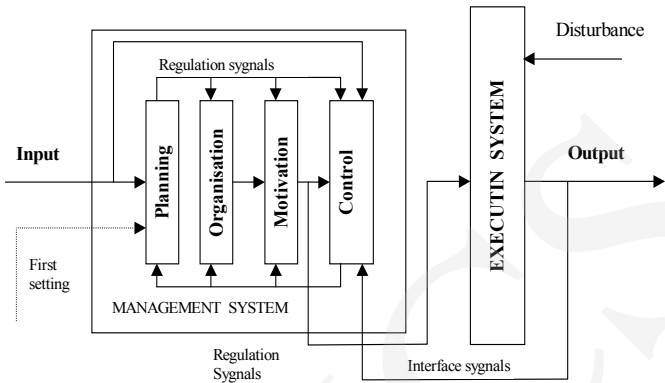 Disturbance
Regulation sygnals
Input
Planning
Organisation
Motivation
Control
EXECUTIN SYSTEM
Output
First
setting
MANAGEMENT SYSTEM
Regulation
Sygnals
Interface sygnals